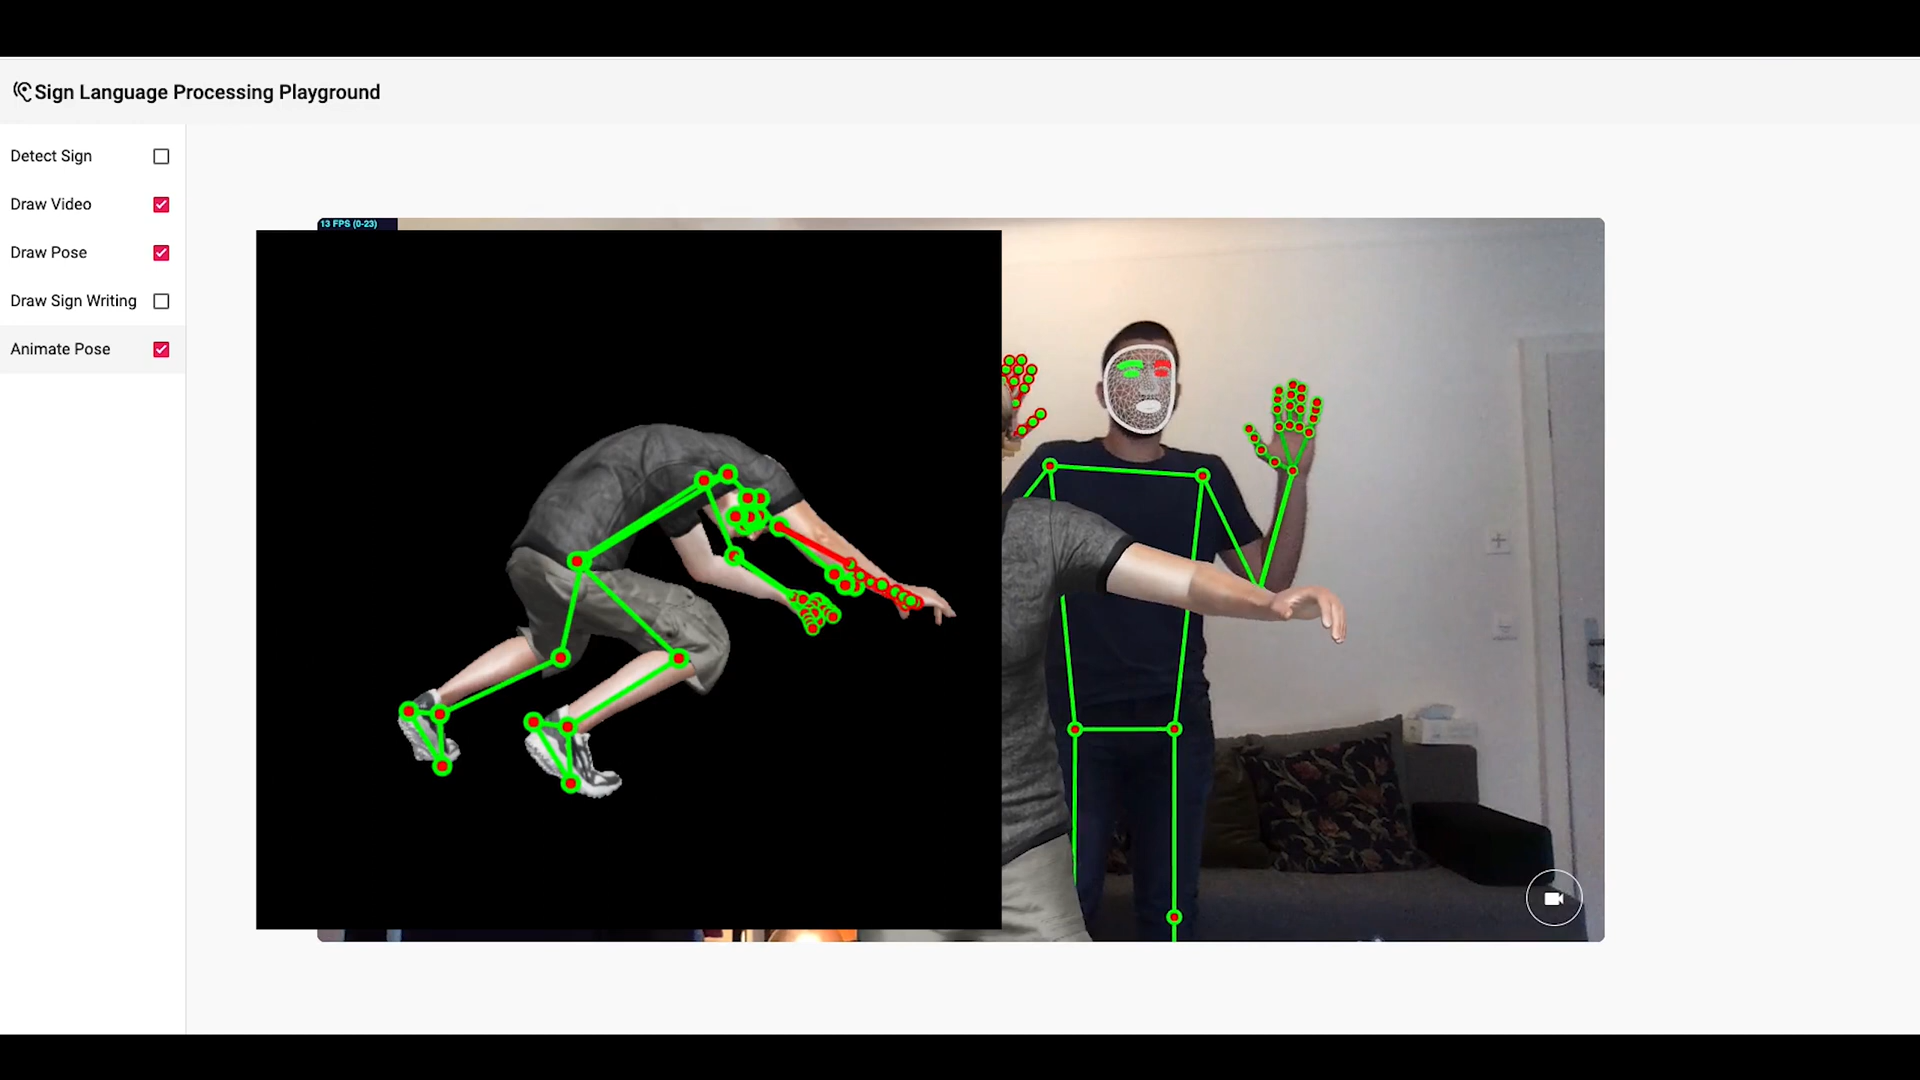 Sign Language Processing Playground
Detect Sign
Draw Video
Draw Pose
Draw Sign Writing
Animate Pose
13 FPS (0-23)